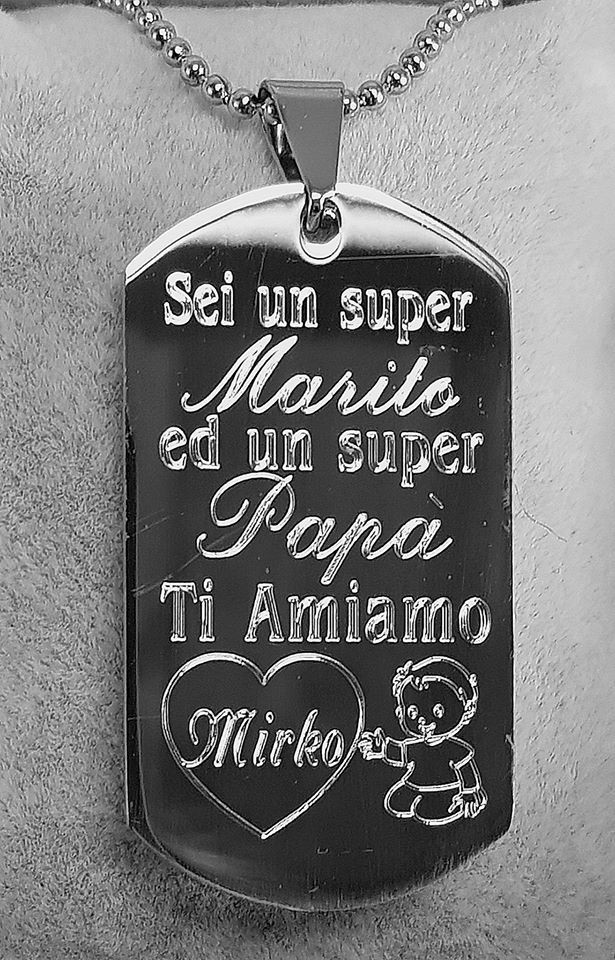 Sei un super
Marito
ed un super
Papà
Ti Amiamo
Mirko